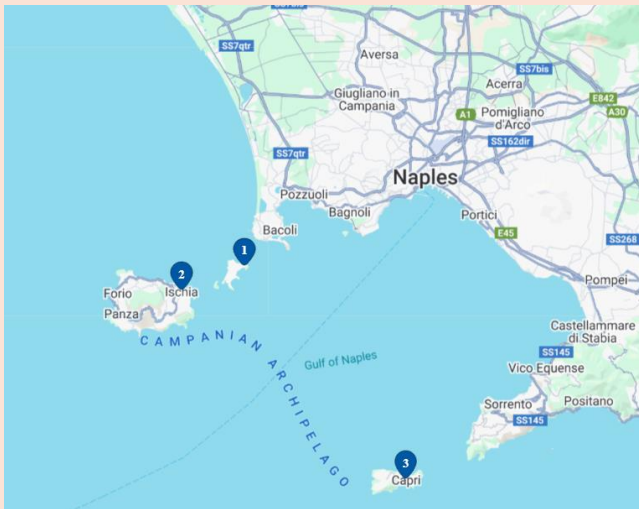 SS7qtr
Aversa
SS7bis
Acerra
Giugliano in
Campania
E842
A30
A1
Pomigliano
d'Arco
SS162dir
SS7qtr
Naples
Pozzuoli
Bagnoli
Portici
Bacoli
E45
SS268
1
2
Ischia
Forio
Panza
Pompei
Castellammare
di Stabia
CAMPANIAN ARCHIPELAGO
Gulf of Naples
SS145
Vico Equense
Sorrento
Positano
SS145
3
Capri